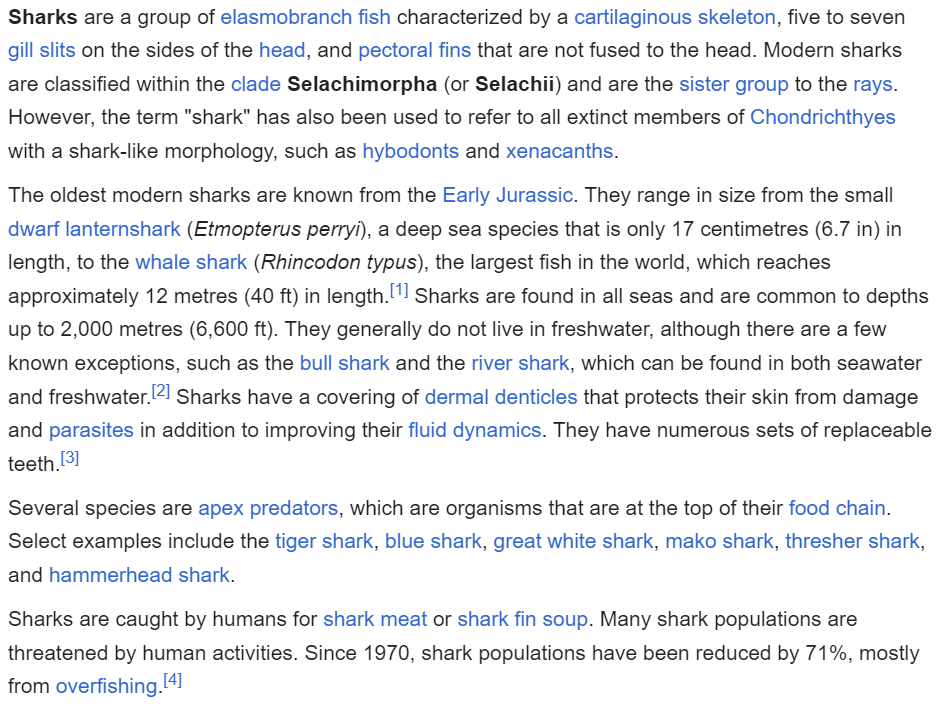 Sharks are a group of elasmobranch fish characterized by a cartilaginous skeleton, five to seven
gill slits on the sides of the head, and pectoral fins that are not fused to the head. Modern sharks
are classified within the clade Selachimorpha (or Selachii) and are the sister group to the rays.
However, the term "shark" has also been used to refer to all extinct members of Chondrichthyes
with a shark-like morphology, such as hybodonts and xenacanths.
The oldest modern sharks are known from the Early Jurassic. They range in size from the small
dwarf lanternshark (Etmopterus perryi), a deep sea species that is only 17 centimetres (6.7 in) in
length, to the whale shark (Rhincodon typus), the largest fish in the world, which reaches
approximately 12 metres (40 ft) in length.[1] Sharks are found in all seas and are common to depths
up to 2,000 metres (6,600 ft). They generally do not live in freshwater, although there are a few
known exceptions, such as the bull shark and the river shark, which can be found in both seawater
and freshwater.[2] Sharks have a covering of dermal denticles that protects their skin from damage
and parasites in addition to improving their fluid dynamics. They have numerous sets of replaceable
teeth.[3]
Several species are apex predators, which are organisms that are at the top of their food chain.
Select examples include the tiger shark, blue shark, great white shark, mako shark, thresher shark,
and hammerhead shark.
Sharks are caught by humans for shark meat or shark fin soup. Many shark populations are
threatened by human activities. Since 1970, shark populations have been reduced by 71%, mostly
from overfishing.[4]